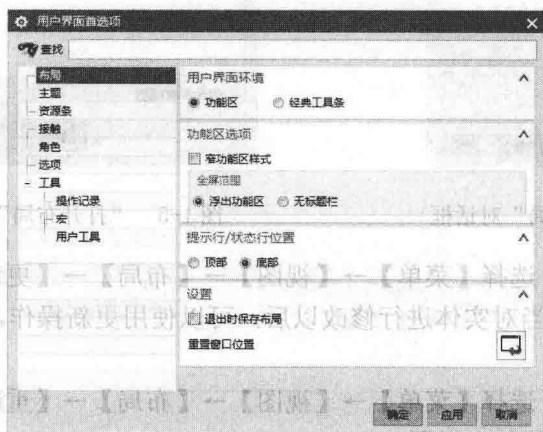 用户界面首选项
查找
布局
主题
资源条
接触
角色
选项
工具
操作记录
宏
用户工具
用户界面环境
功能区
经典工具条
功能区选项
窄功能区样式
全屏范围
浮出功能区
无标题栏
提示行/状态行位置
顶部
底部
设置
退出时保存布局
重置窗口位置
确定
应用
取消